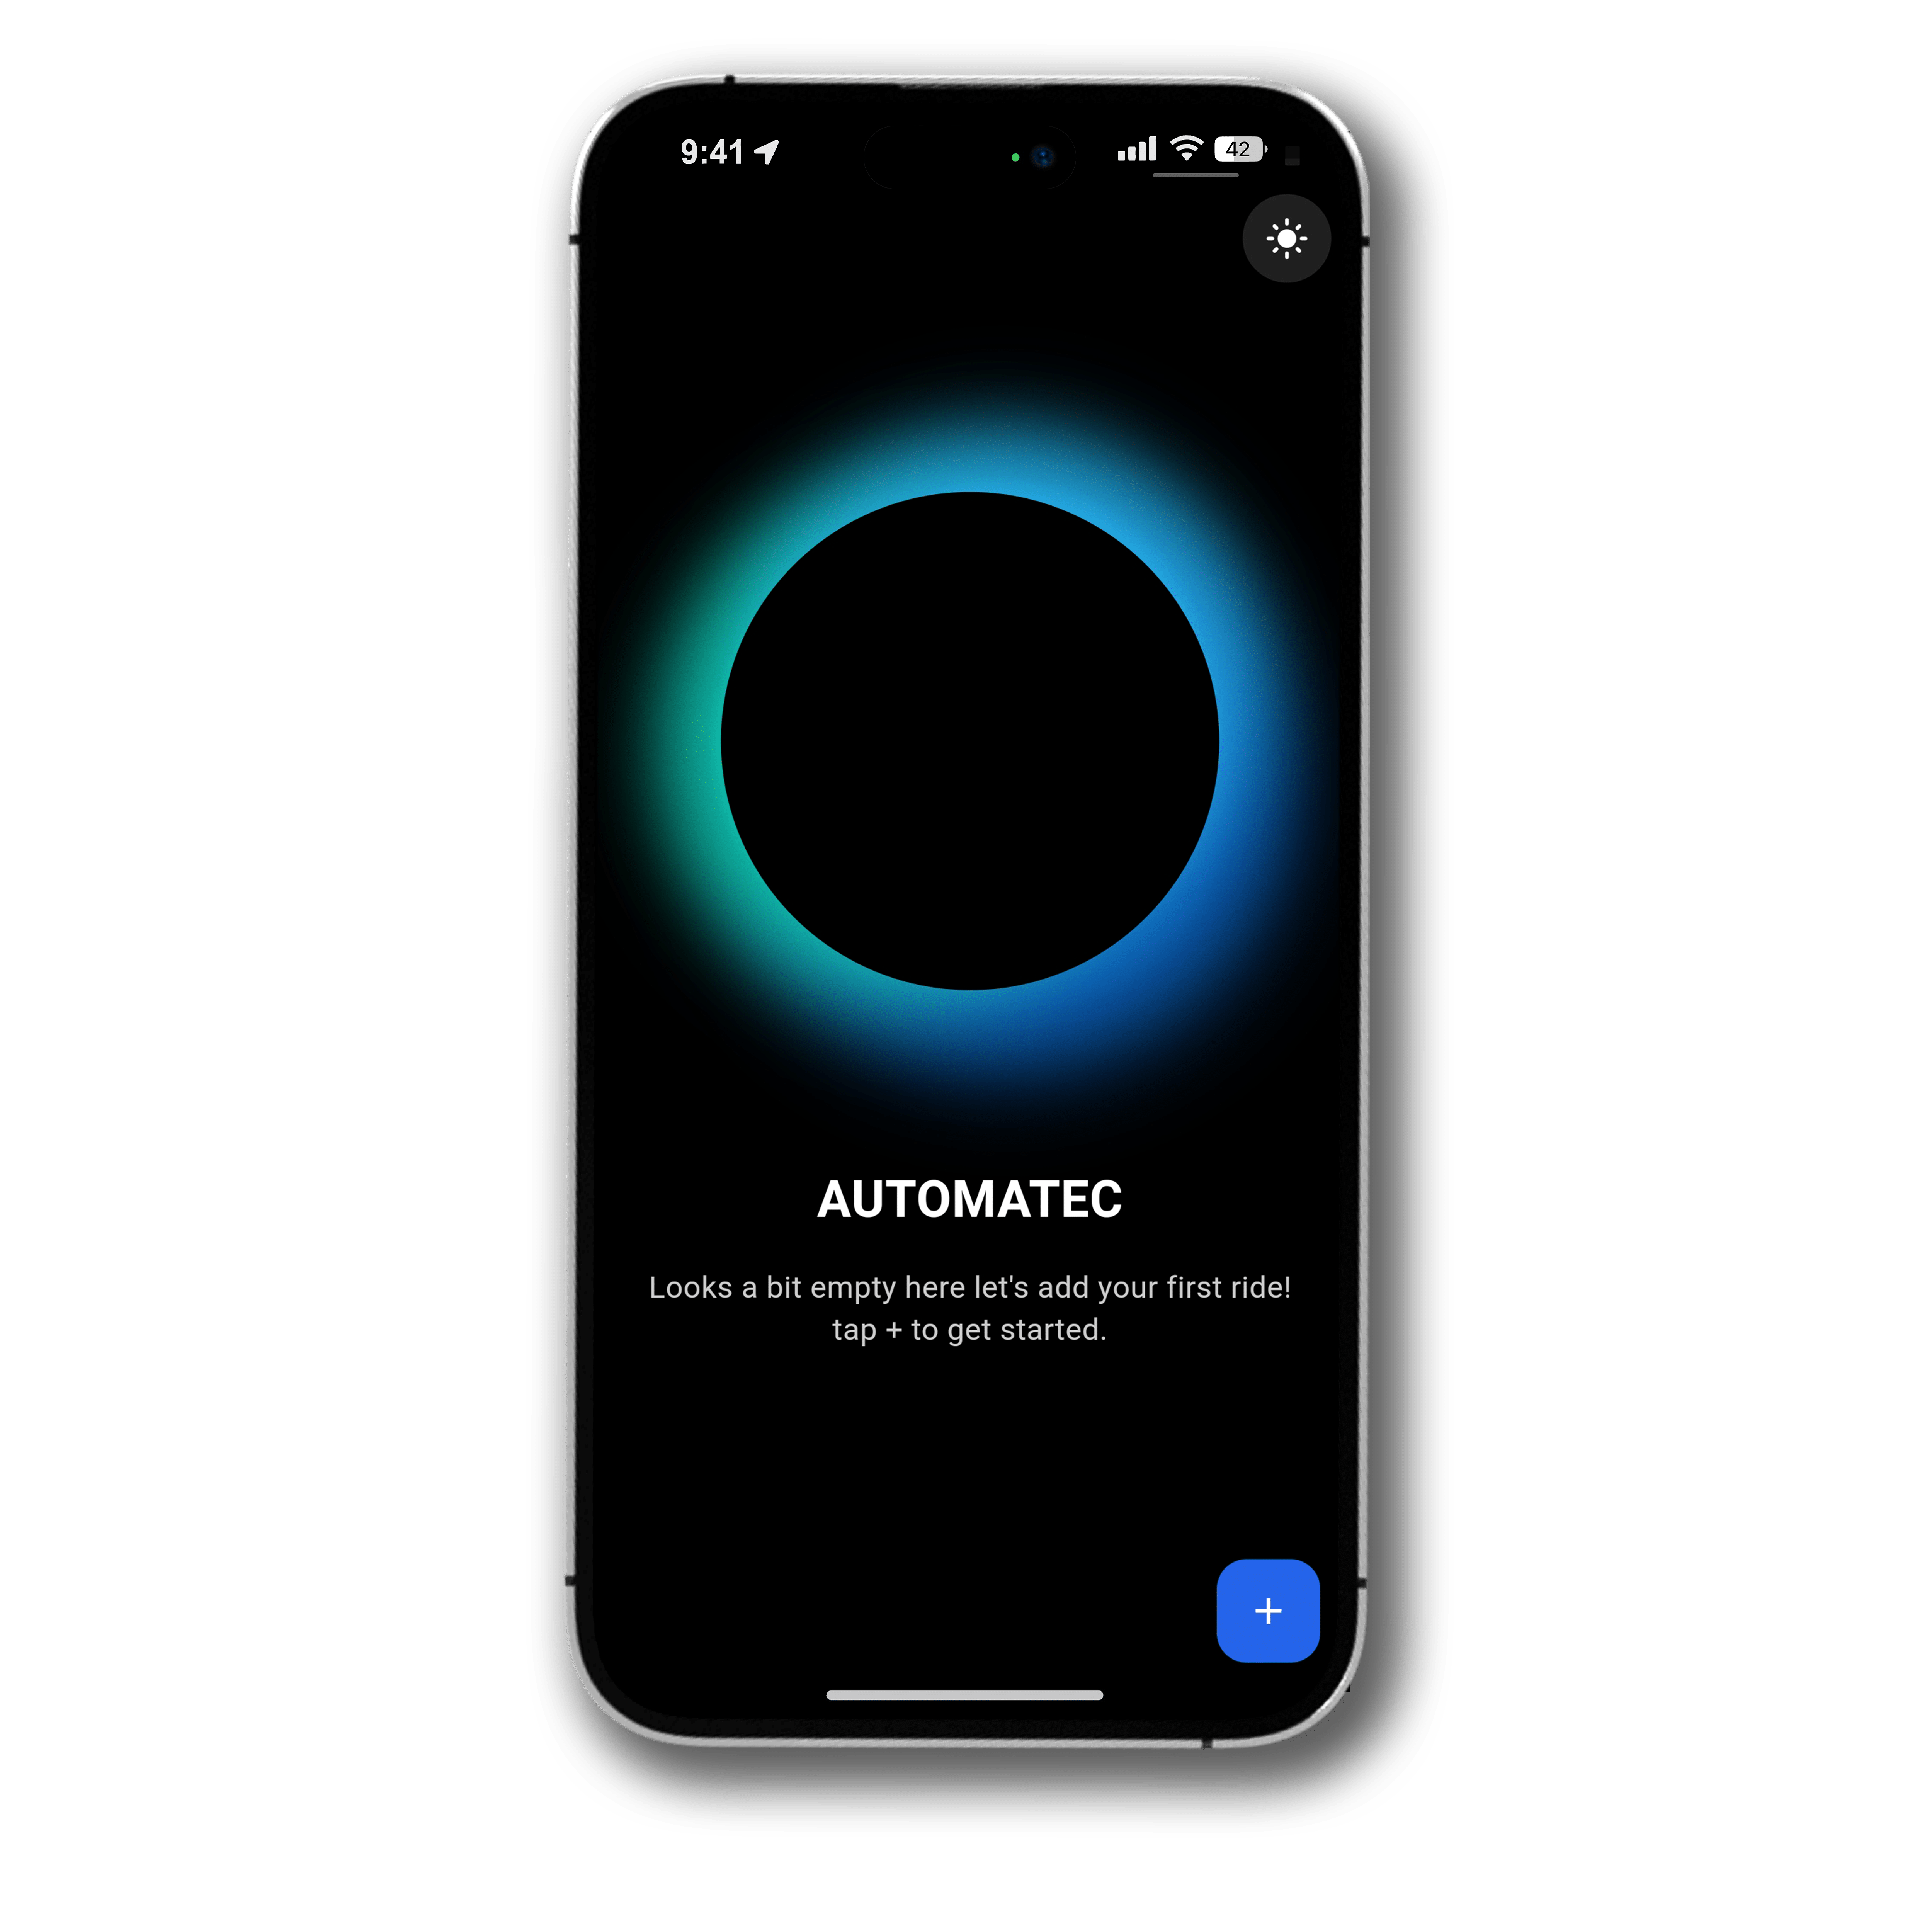 9:41
42
AUTOMATEC
Looks a bit empty here let's add your first ride!
tap + to get started.
+